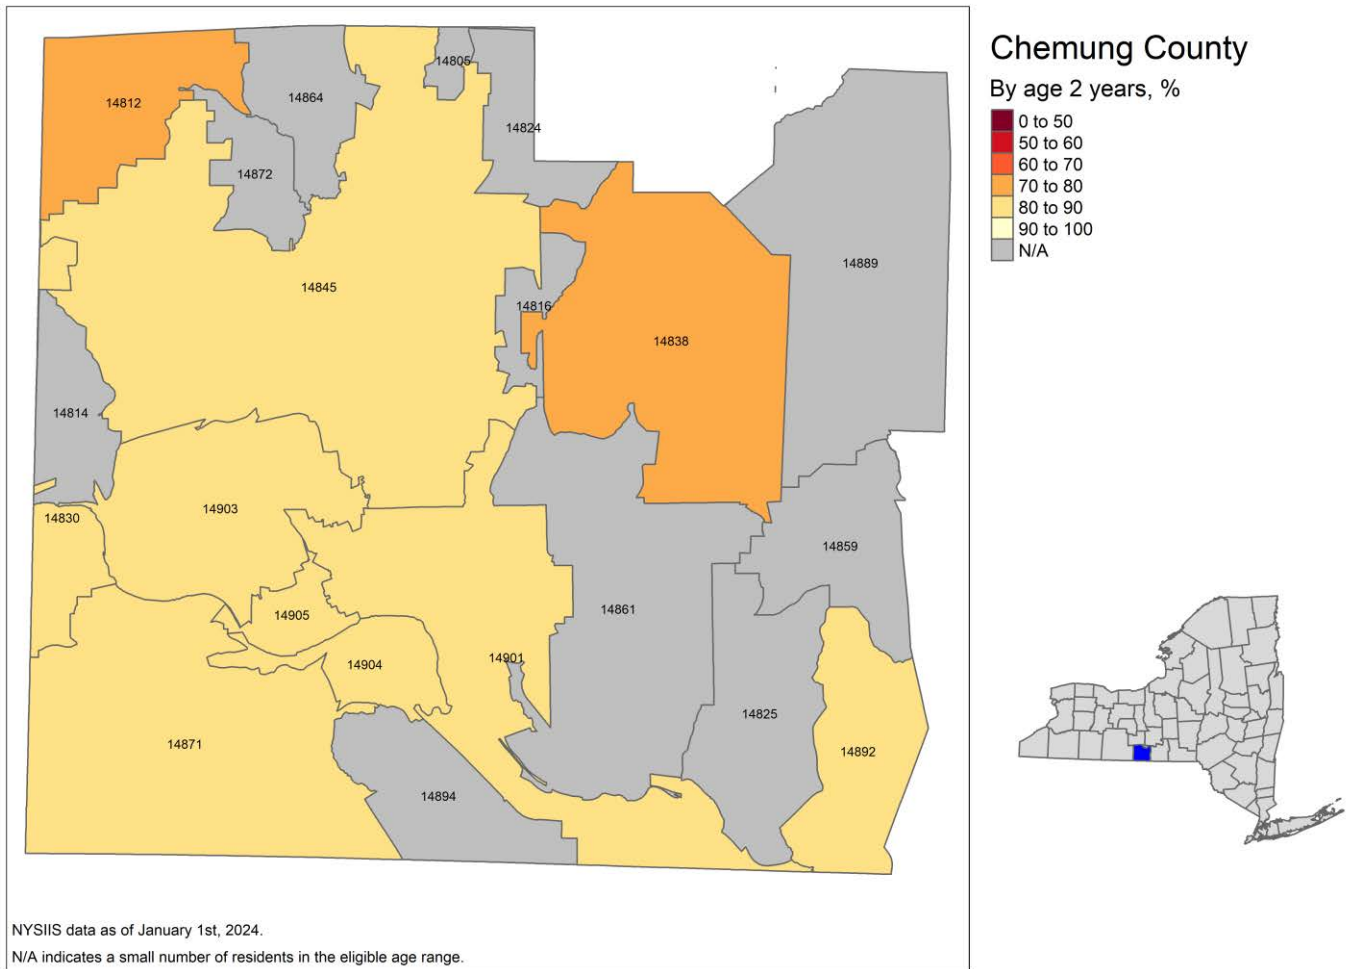 Chemung County
By age 2 years, %
0 to 50
50 to 60
60 to 70
70 to 80
80 to 90
90 to 100
N/A
14805
14812
14864
14824
14872
14889
14845
14816
14838
14814
14903
14830
14859
14861
14905
14901
14904
14825
14871
14892
14894
NYSIIS data as of January 1st, 2024.
N/A indicates a small number of residents in the eligible age range.